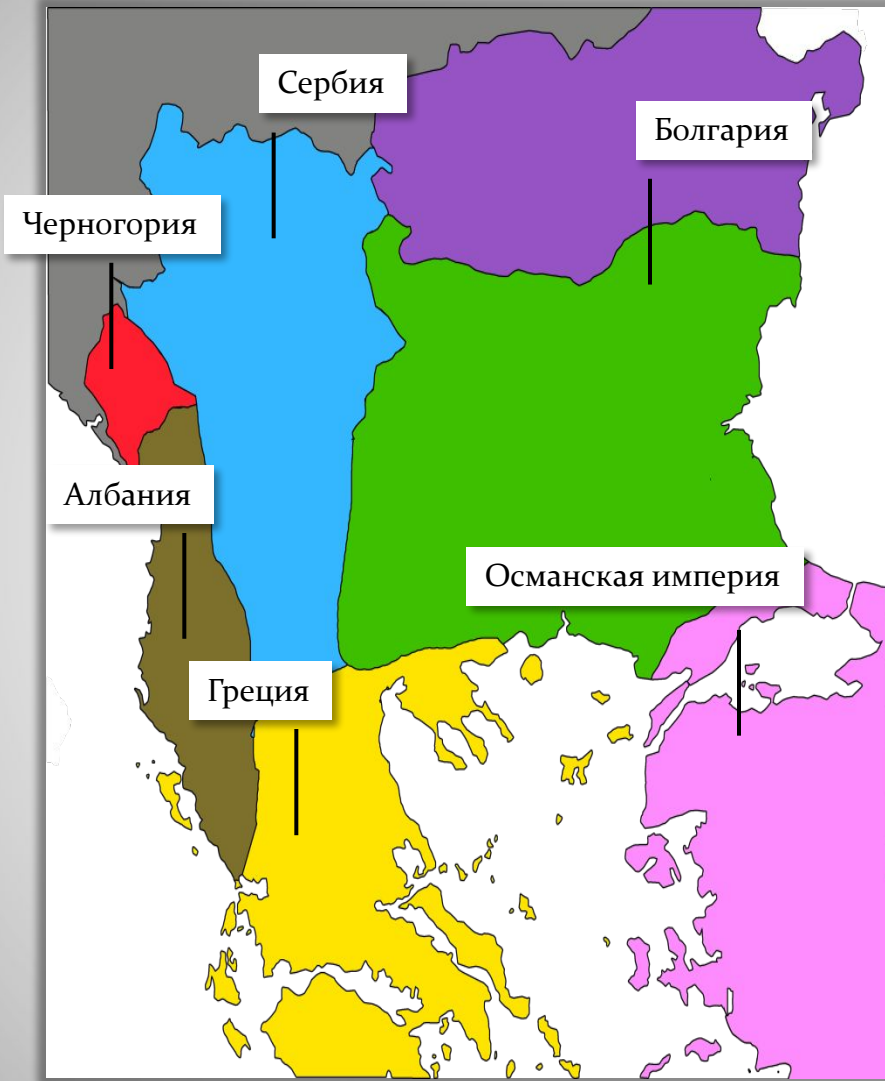 Сербия
Болгария
Черногория
Албания
Османская империя
Греция